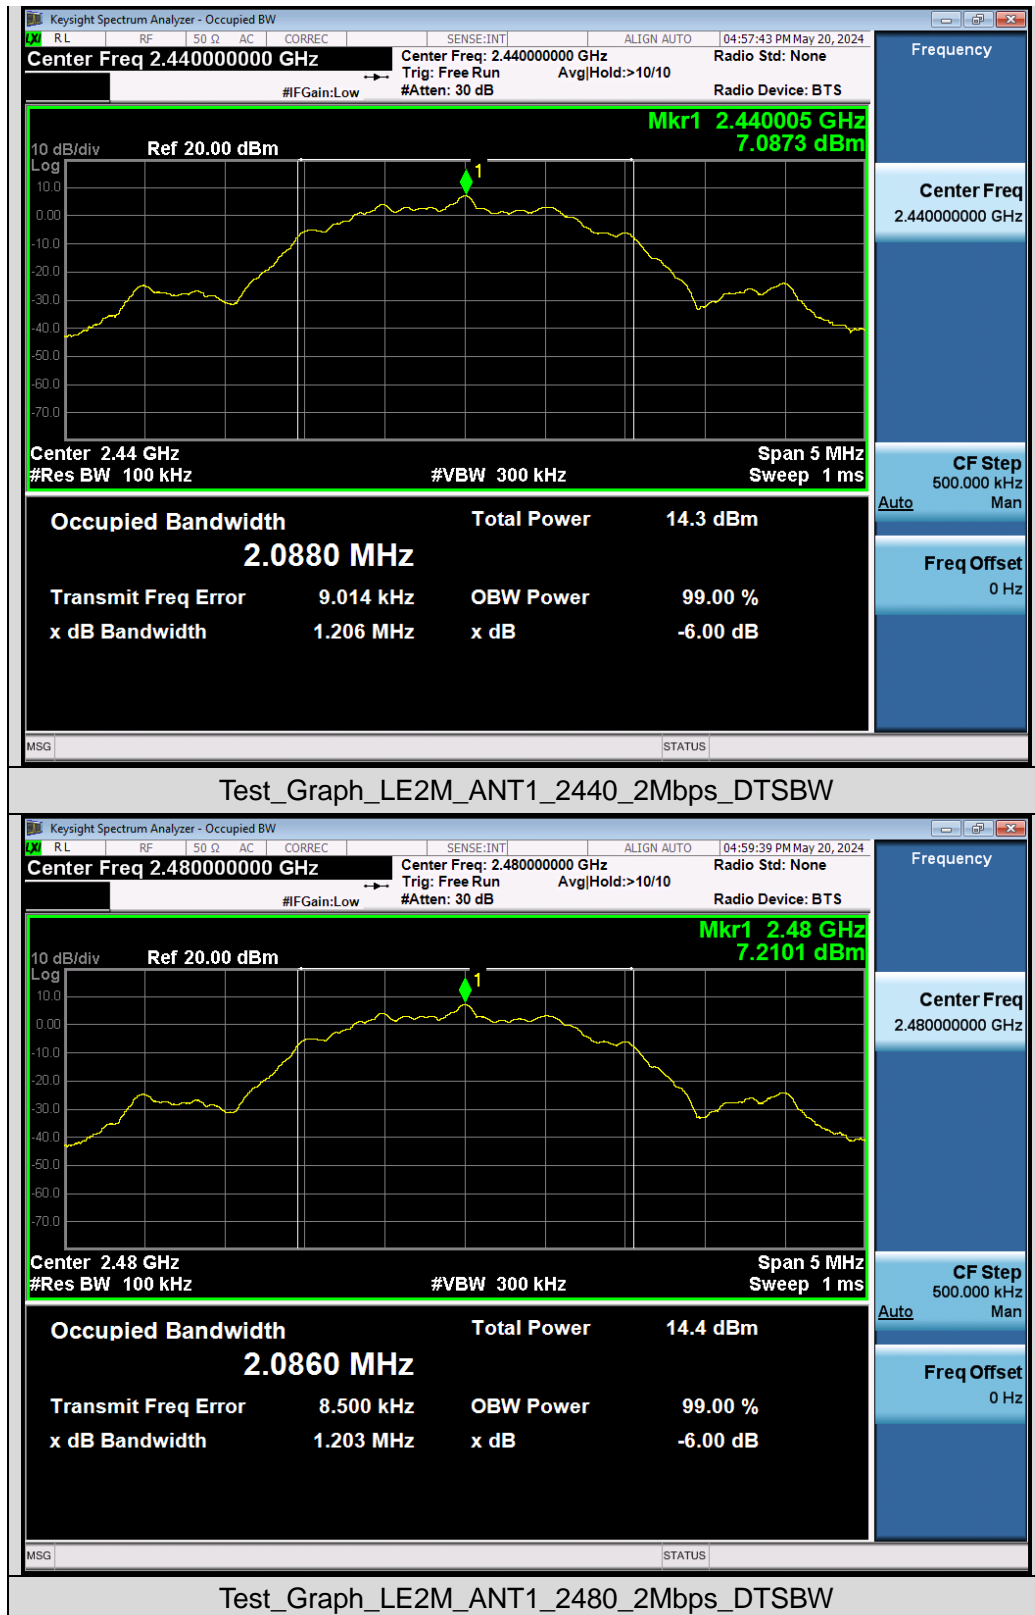 Keysight Spectrum Analyzer - Occupied BW
LXI RL RF 50 Ω AC CORREC SENSE:INT ALIGN AUTO 04:57:43 PM May 20, 2024
Center Freq 2.440000000 GHz
Center Freq: 2.440000000 GHz
Radio Std: None
Trig: Free Run Avg|Hold:>10/10
#IFGain:Low
#Atten: 30 dB
Radio Device: BTS
Frequency
Mkr1 2.440005 GHz
7.0873 dBm
10 dB/div
Ref 20.00 dBm
Log
1
10.0
0.00
-10.0
-20.0
-30.0
-40.0
-50.0
-60.0
-70.0
Center Freq
2.440000000 GHz
Center 2.44 GHz
Span 5 MHz
#Res BW 100 kHz
#VBW 300 kHz
Sweep 1 ms
CF Step
500.000 kHz
Auto Man
Occupied Bandwidth
Total Power 14.3 dBm
2.0880 MHz
Freq Offset
0 Hz
Transmit Freq Error 9.014 kHz OBW Power 99.00 %
x dB Bandwidth 1.206 MHz x dB -6.00 dB
MSG STATUS
Test_Graph_LE2M_ANT1_2440_2Mbps_DTSBW
Keysight Spectrum Analyzer - Occupied BW
LXI RL RF 50 Ω AC CORREC SENSE:INT ALIGN AUTO 04:59:39 PM May 20, 2024
Center Freq 2.480000000 GHz
Center Freq: 2.480000000 GHz
Radio Std: None
Trig: Free Run Avg|Hold:>10/10
#IFGain:Low
#Atten: 30 dB
Radio Device: BTS
Frequency
Mkr1 2.48 GHz
7.2101 dBm
10 dB/div
Ref 20.00 dBm
Log
1
10.0
0.00
-10.0
-20.0
-30.0
-40.0
-50.0
-60.0
-70.0
Center Freq
2.480000000 GHz
Center 2.48 GHz
Span 5 MHz
#Res BW 100 kHz
#VBW 300 kHz
Sweep 1 ms
CF Step
500.000 kHz
Auto Man
Occupied Bandwidth
Total Power 14.4 dBm
2.0860 MHz
Freq Offset
0 Hz
Transmit Freq Error 8.500 kHz OBW Power 99.00 %
x dB Bandwidth 1.203 MHz x dB -6.00 dB
MSG STATUS
Test_Graph_LE2M_ANT1_2480_2Mbps_DTSBW